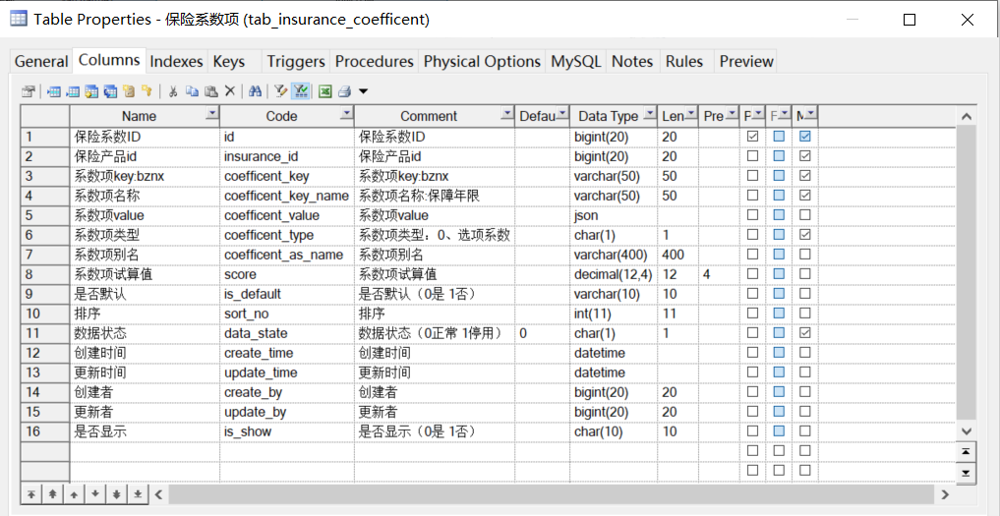 Table Properties - 保险系数项 (tab_insurance_coefficent)
General Columns Indexes Keys Triggers Procedures Physical Options MySQL Notes Rules Preview
Name Code Comment Defau Data Type Len Pre P F M
1 保险系数ID id 保险系数ID bigint(20) 20
2 保险产品id insurance_id 保险产品id bigint(20) 20
3 系数项key:bznx coefficent_key 系数项key:bznx varchar(50) 50
4 系数项名称 coefficent_key_name 系数项名称:保障年限 varchar(50) 50
5 系数项value coefficent_value 系数项value json
6 系数项类型 coefficent_type 系数项类型：0、选项系数 char(1) 1
7 系数项别名 coefficent_as_name 系数项别名 varchar(400) 400
8 系数项试算值 score 系数项试算值 decimal(12,4) 12 4
9 是否默认 is_default 是否默认（0是 1否） varchar(10) 10
10 排序 sort_no 排序 int(11) 11
11 数据状态 data_state 数据状态（0正常 1停用） 0 char(1) 1
12 创建时间 create_time 创建时间 datetime
13 更新时间 update_time 更新时间 datetime
14 创建者 create_by 创建者 bigint(20) 20
15 更新者 update_by 更新者 bigint(20) 20
16 是否显示 is_show 是否显示（0是 1否） char(10) 10